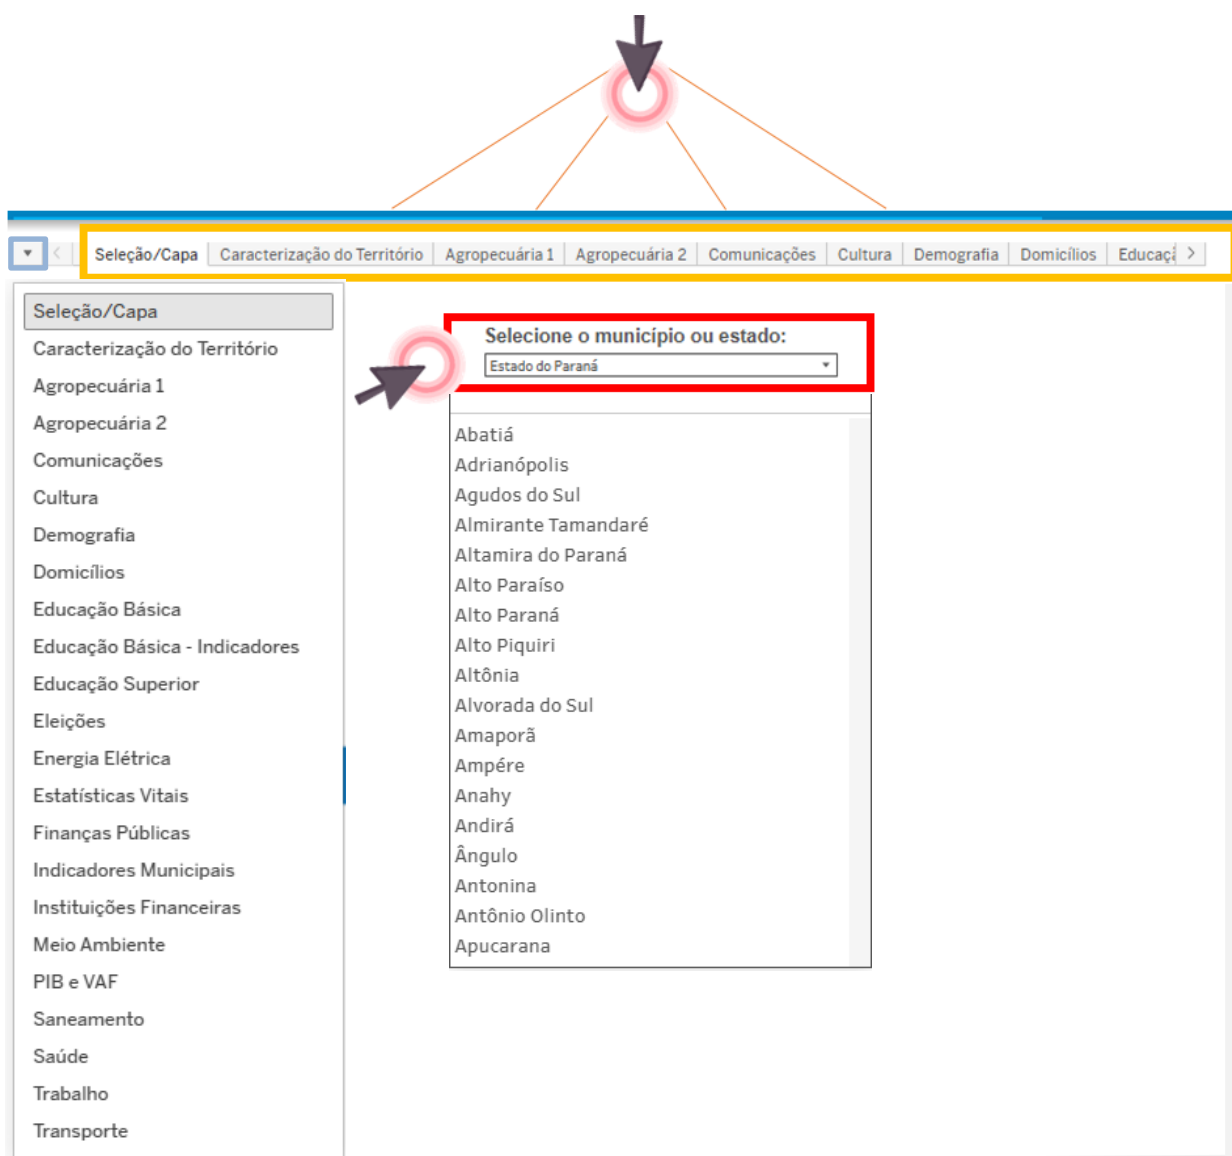 Seleção/Capa Caracterização do Território Agropecuária 1 Agropecuária 2 Comunicações Cultura Demografia Domicílios Educaçã
Seleção/Capa
Caracterização do Território
Agropecuária 1
Agropecuária 2
Comunicações
Cultura
Demografia
Domicílios
Educação Básica
Educação Básica - Indicadores
Educação Superior
Eleições
Energia Elétrica
Estatísticas Vitais
Finanças Públicas
Indicadores Municipais
Instituições Financeiras
Meio Ambiente
PIB e VAF
Saneamento
Saúde
Trabalho
Transporte
Selecione o município ou estado:
Estado do Paraná
Abatiá
Adrianópolis
Agudos do Sul
Almirante Tamandaré
Altamira do Paraná
Alto Paraíso
Alto Paraná
Alto Piquiri
Altônia
Alvorada do Sul
Amaporã
Ampére
Anahy
Andirá
Ângulo
Antonina
Antônio Olinto
Apucarana